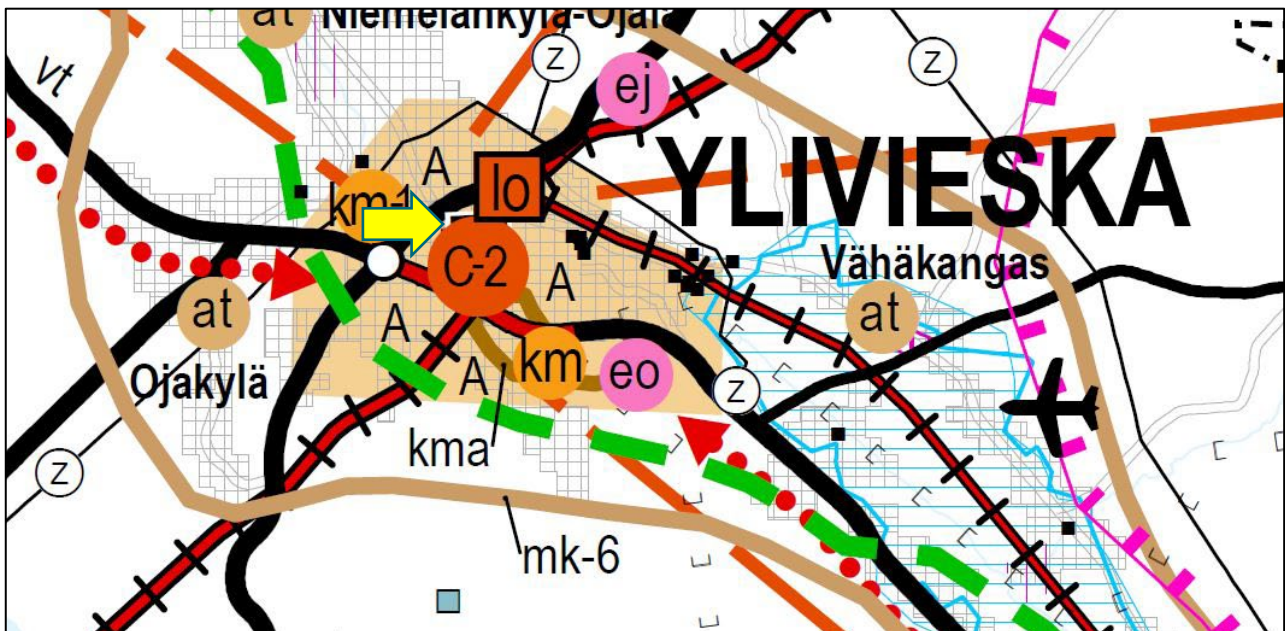 at
Niemelänkylä-Ojala
vt
z
z
ej
A
lo
YLIVIESKA
km-1
C-2
Vähäkangas
at
A
at
A
Ojakylä
A
km
eo
z
kma
z
mk-6